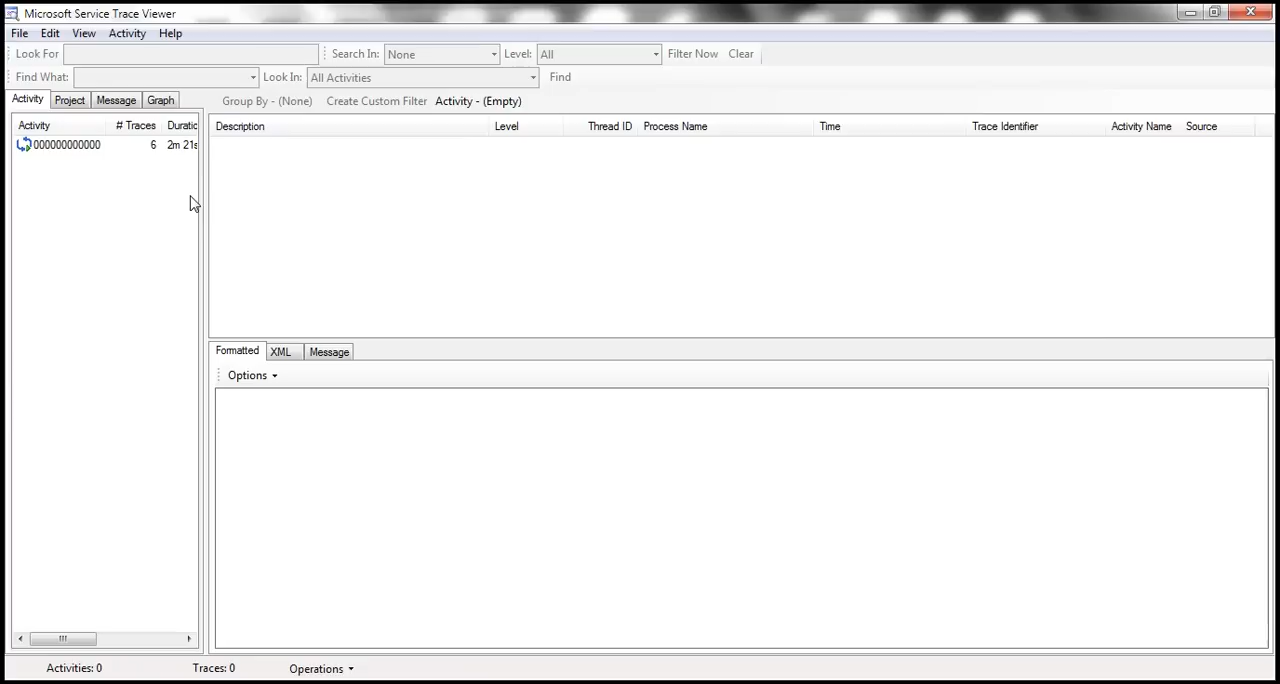 Microsoft Service Trace Viewer
File Edit View Activity Help
Look For Search In: None Level: All Filter Now Clear
Find What: Look In: All Activities Find
Activity Project Message Graph Group By - (None) Create Custom Filter Activity - (Empty)
Activity # Traces Duratic Description Level Thread ID Process Name Time Trace Identifier Activity Name Source
000000000000 6 2m 21s
Formatted XML Message
Options
Activities: 0 Traces: 0 Operations